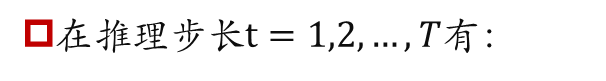 在推理步长t = 1,2, … , T有：